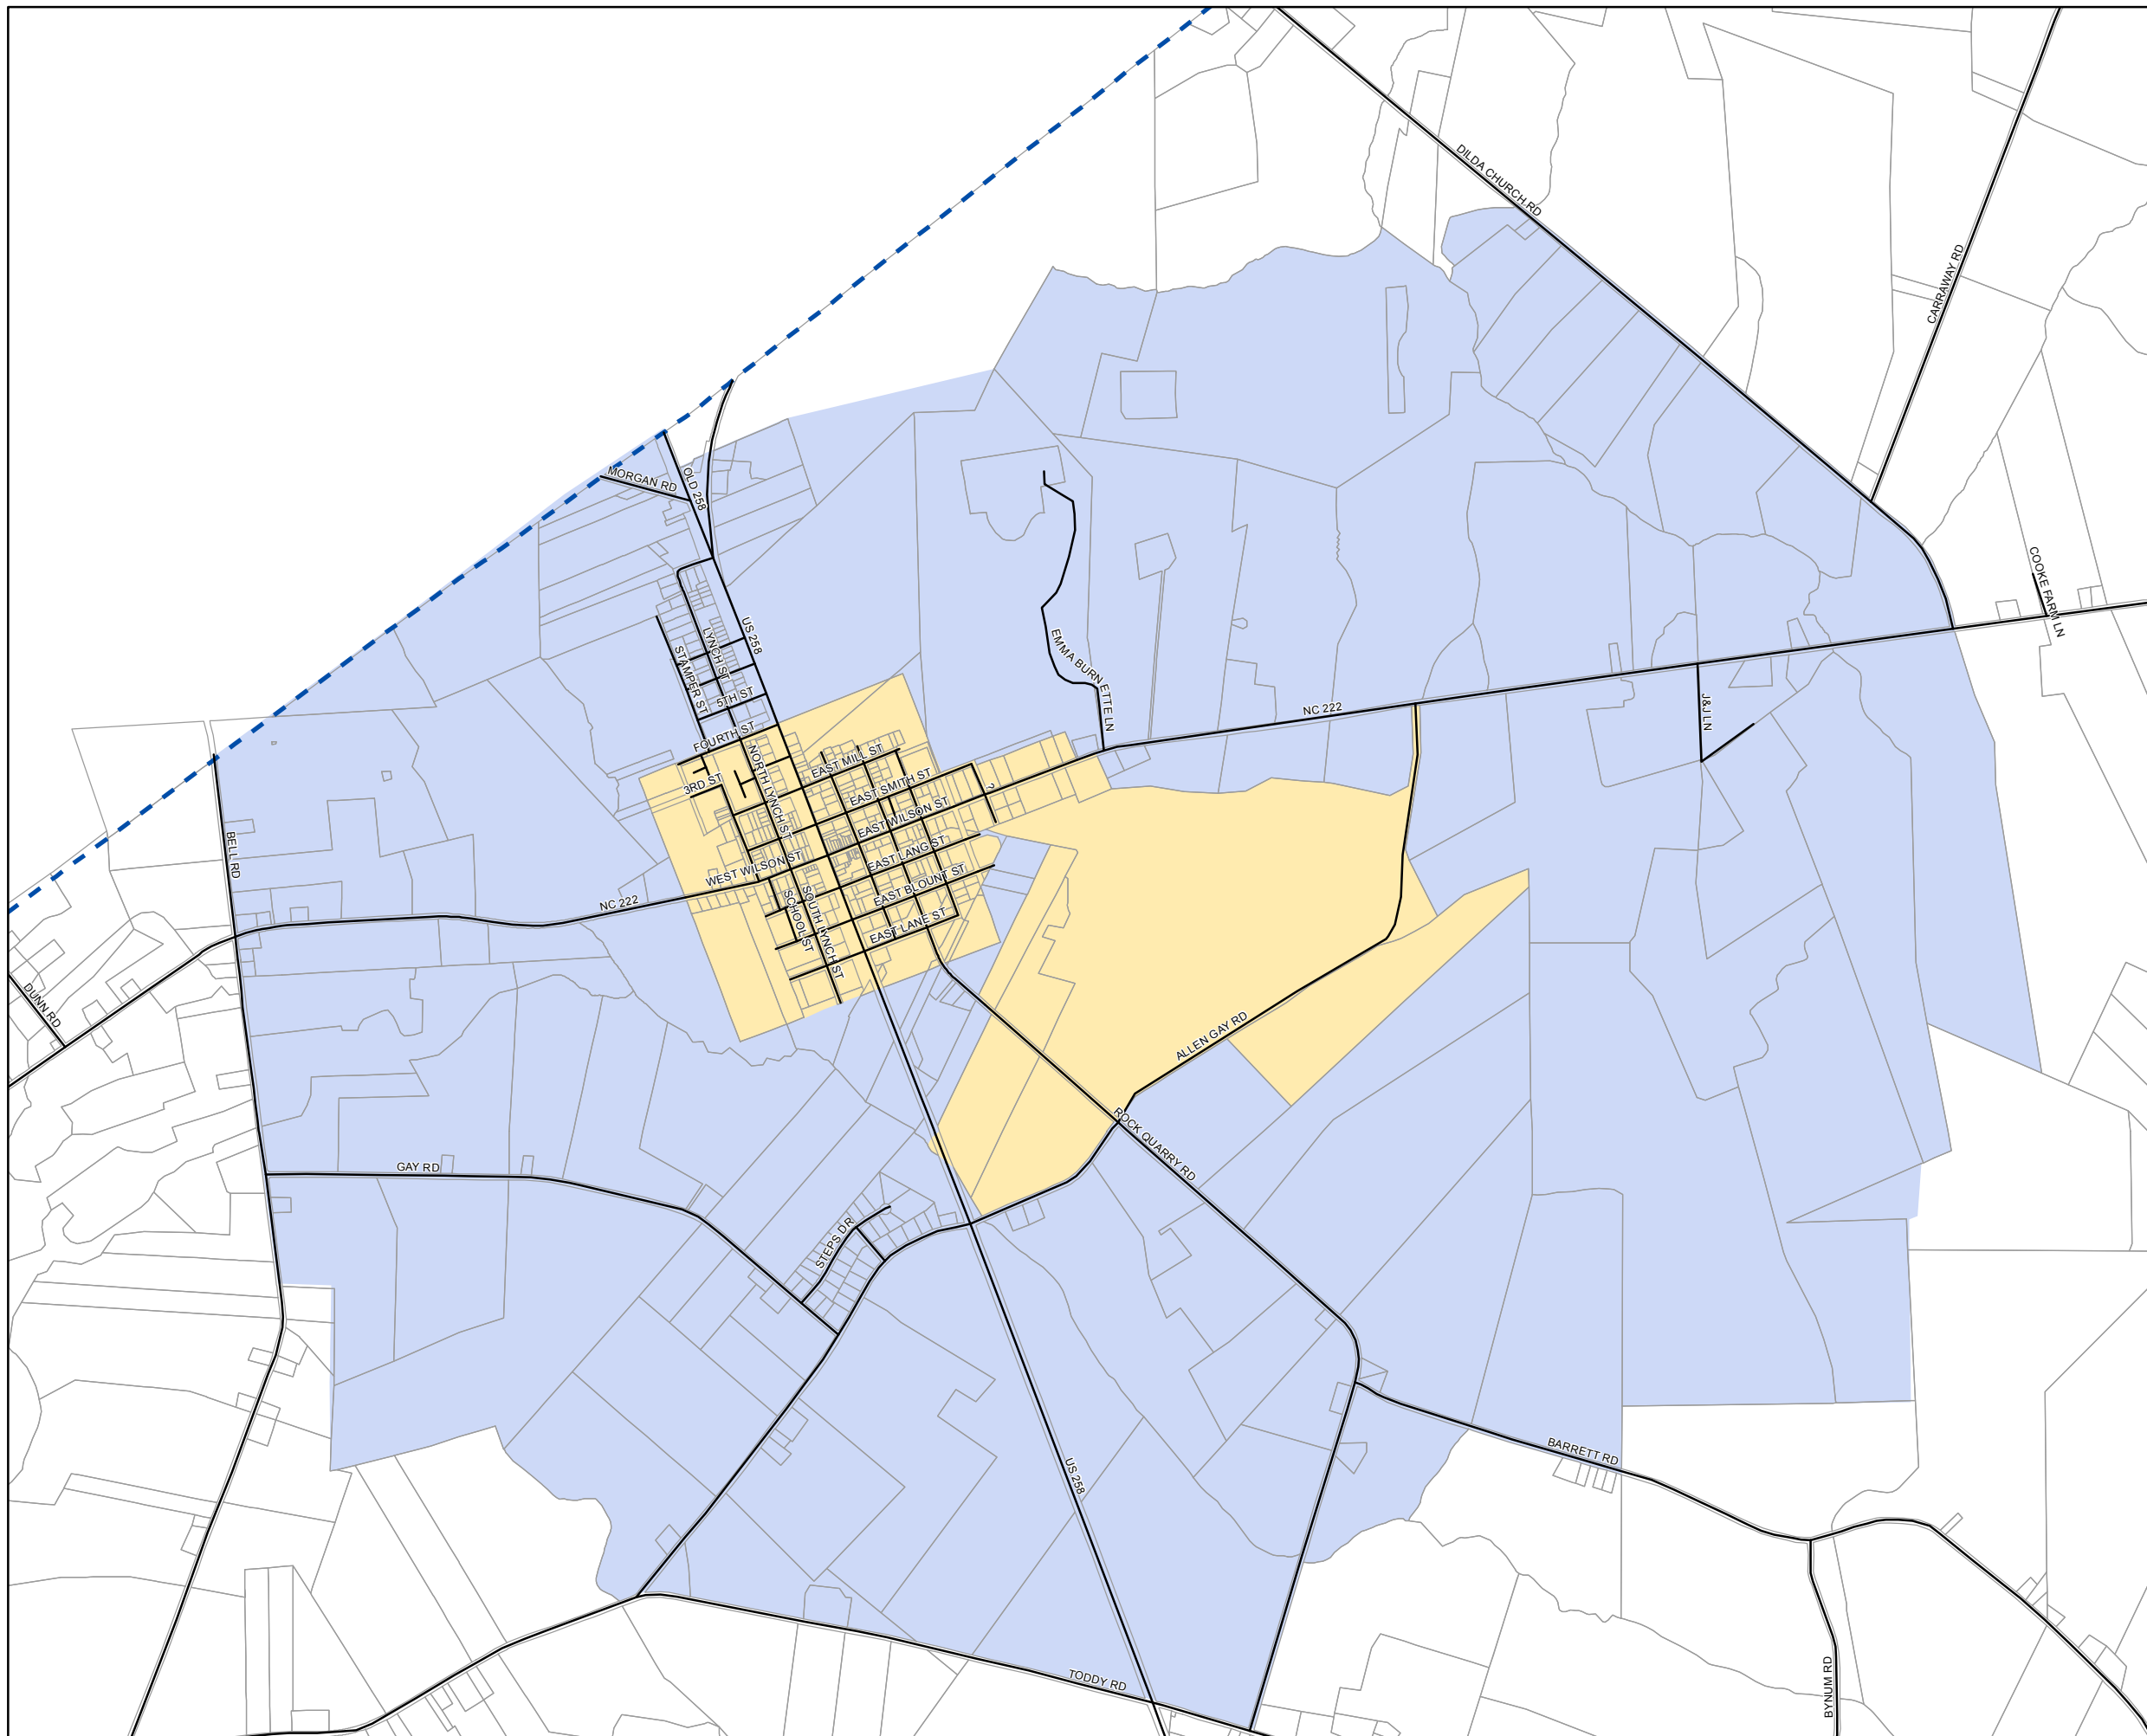 DILDA CHURCH RD
CARRAWAY RD
MORGAN RD
OLD 258
COOKE FARM LN
US 258
LYNCH ST
STAMPER ST
EMMA BURNETTE LN
5TH ST
J&J LN
NC 222
FOURTH ST
NORTH LYNCH ST
EAST MILL ST
3RD ST
EAST SMITH ST
?
EAST WILSON ST
BELL RD
EAST LANG ST
WEST WILSON ST
EAST BLOUNT ST
NC 222
SCHOOL ST
SOUTH LYNCH ST
EAST LANE ST
DUNN RD
ALLEN GAY RD
ROCK QUARRY RD
GAY RD
STEPS DR
US 258
BARRETT RD
TODDY RD
BYNUM RD